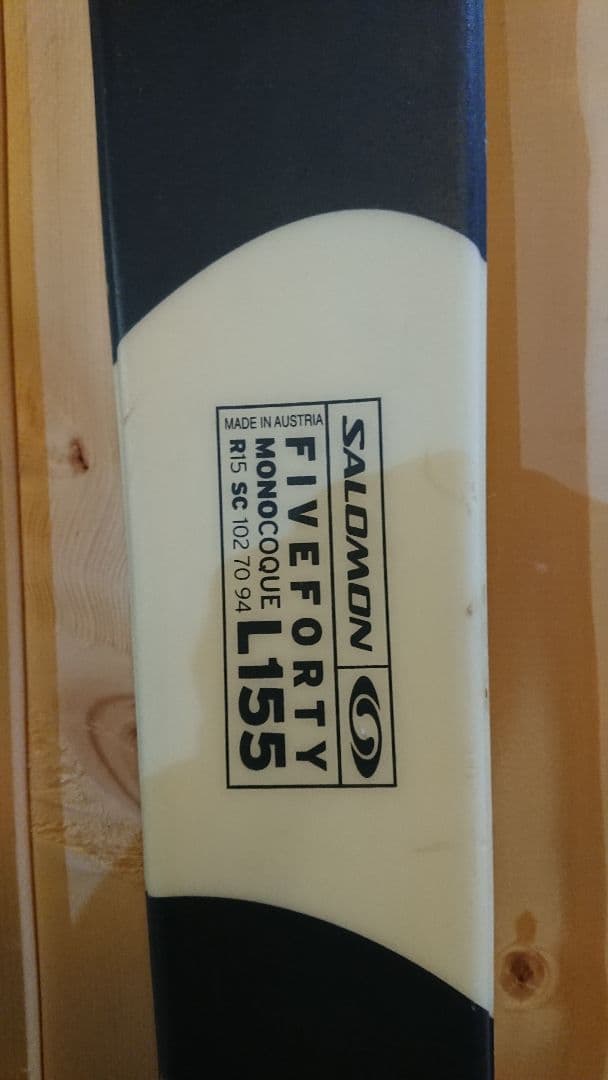 SALOMON
FIVEFORTY
MONOCOQUE L155
R15 SC 102 70 94
MADE IN AUSTRIA